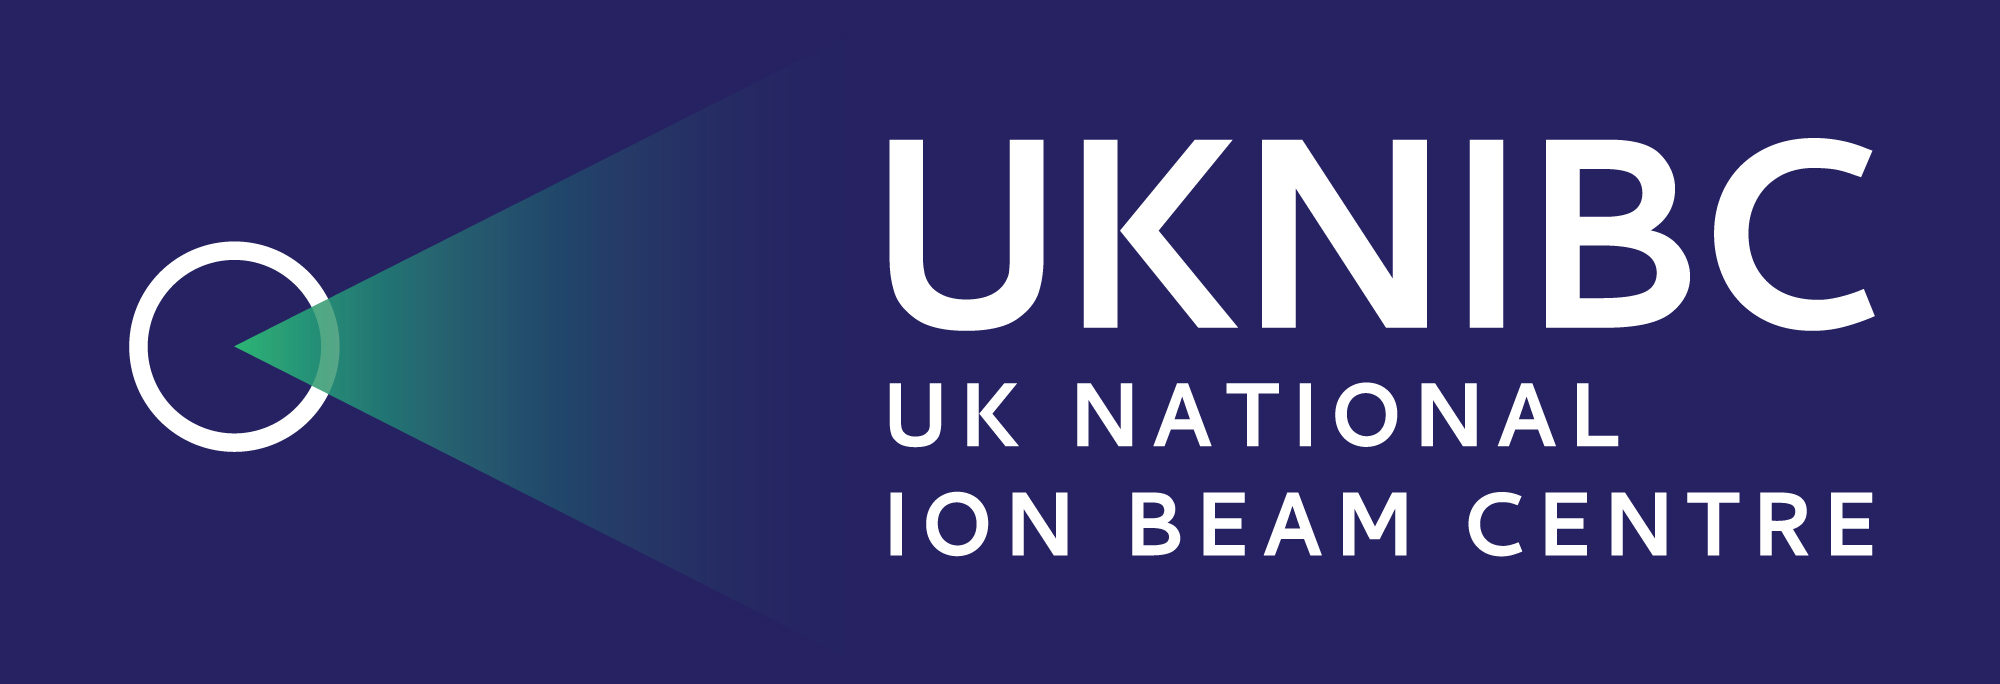 UKNIBC
UK NATIONAL
ION BEAM CENTRE